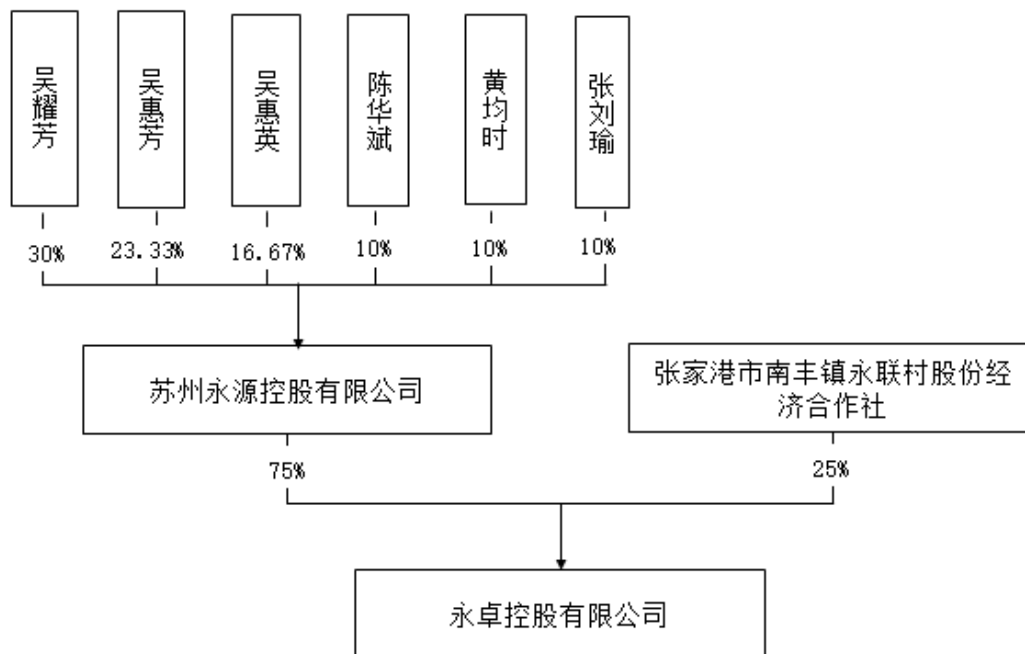 吴耀芳
吴惠芳
吴惠英
陈华斌
黄均时
张刘瑜
30%
23.33%
16.67%
10%
10%
10%
苏州永源控股有限公司
张家港市南丰镇永联村股份经
济合作社
75%
25%
永卓控股有限公司